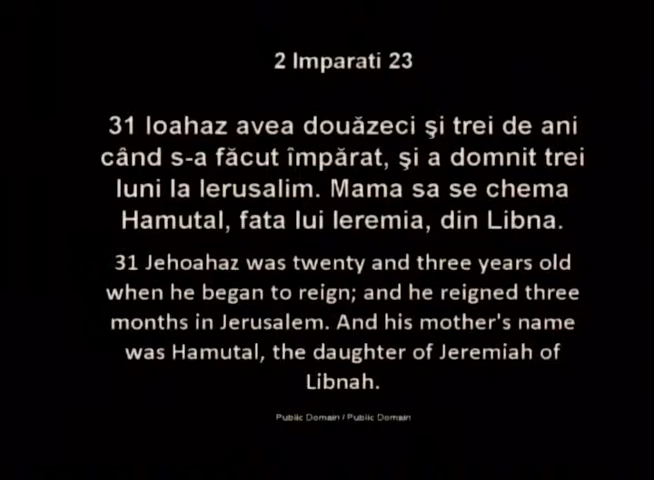 2 Imparati 23
31 Ioahaz avea douăzeci şi trei de ani
când s-a făcut împărat, şi a domnit trei
luni la Ierusalim. Mama sa se chema
Hamutal, fata lui Ieremia, din Libna.
31 Jehoahaz was twenty and three years old
when he began to reign; and he reigned three
months in Jerusalem. And his mother's name
was Hamutal, the daughter of Jeremiah of
Libnah.
Public Domain / Public Domain